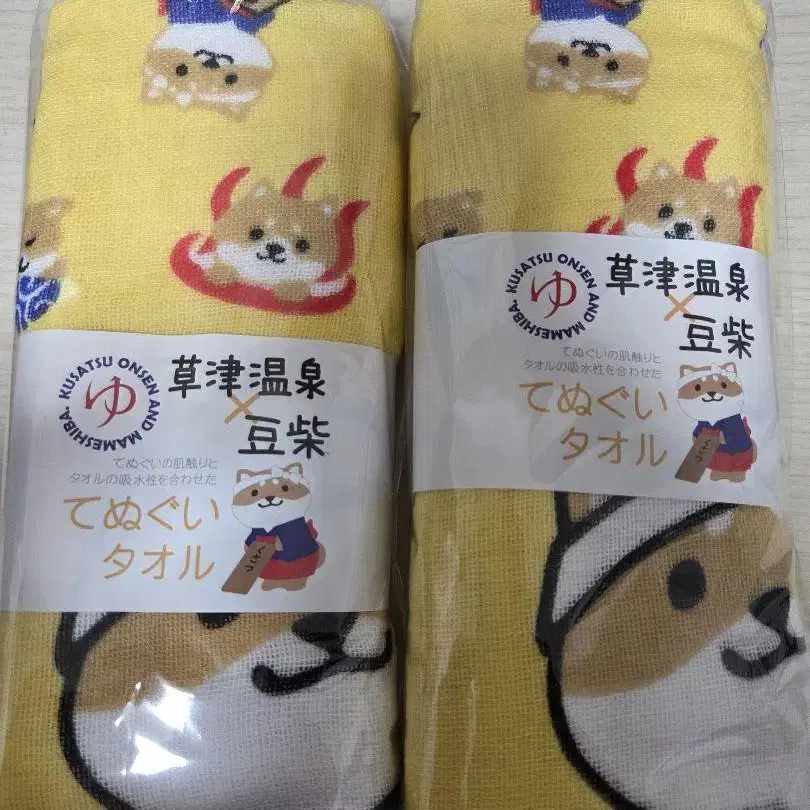 KUSATSU ONSEN AND MAMESHIBA.
ゆ
草津温泉
×
豆柴
てぬぐいの肌触りと
タオルの吸水性を合わせた
てぬぐい
タオル
KUSATSU ONSEN AND MAMESHIBA.
ゆ
草津温泉
×
豆柴
てぬぐいの肌触りと
タオルの吸水性を合わせた
てぬぐい
タオル